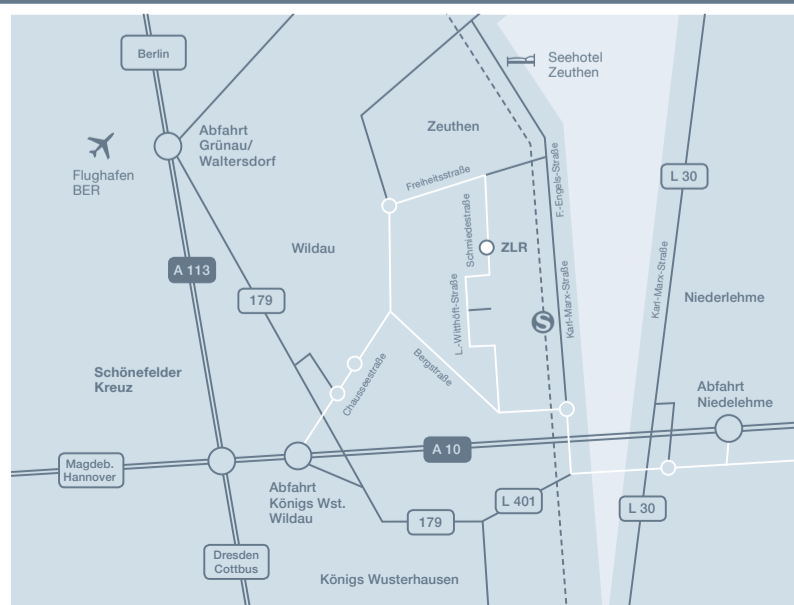 Berlin
Seehotel
Zeuthen
Abfahrt
Grünau/
Waltersdorf
Zeuthen
Flughafen
BER
Freiheitsstraße
F.-Engels-Straße
L 30
Schmiedestraße
ZLR
Wildau
A 113
179
L.-Witthöft-Straße
S
Karl-Marx-Straße
Karl-Marx-Straße
Niederlehme
Schönefelder
Kreuz
Chausseestraße
Bergstraße
Abfahrt
Niedelehme
A 10
Magdeb.
Hannover
Abfahrt
Königs Wst.
Wildau
L 401
179
L 30
Dresden
Cottbus
Königs Wusterhausen